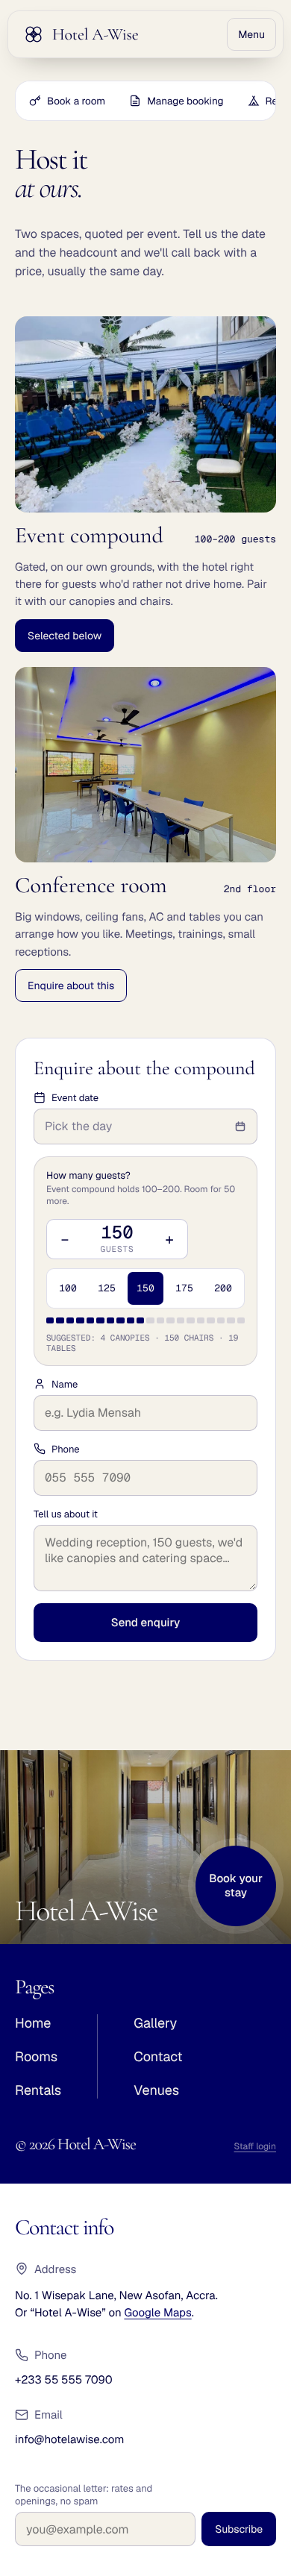 Hotel A-Wise
Menu
Book a room
Manage booking
Host it
at ours.
Two spaces, quoted per event. Tell us the date
and the headcount and we'll call back with a
price, usually the same day.
Event compound
100–200 guests
Gated, on our own grounds, with the hotel right
there for guests who'd rather not drive home. Pair
it with our canopies and chairs.
Selected below
Conference room
2nd floor
Big windows, ceiling fans, AC and tables you can
arrange how you like. Meetings, trainings, small
receptions.
Enquire about this
Enquire about the compound
Event date
Pick the day
How many guests?
Event compound holds 100–200. Room for 50
more.
−
150
+
GUESTS
100
125
150
175
200
SUGGESTED: 4 CANOPIES · 150 CHAIRS · 19
TABLES
Name
e.g. Lydia Mensah
Phone
055 555 7090
Tell us about it
Wedding reception, 150 guests, we'd
like canopies and catering space…
Send enquiry
Book your
stay
Hotel A-Wise
Pages
Home
Gallery
Rooms
Contact
Rentals
Venues
© 2026 Hotel A-Wise
Staff login
Contact info
Address
No. 1 Wisepak Lane, New Asofan, Accra.
Or “Hotel A-Wise” on Google Maps.
Phone
+233 55 555 7090
Email
info@hotelawise.com
The occasional letter: rates and
openings, no spam
you@example.com
Subscribe